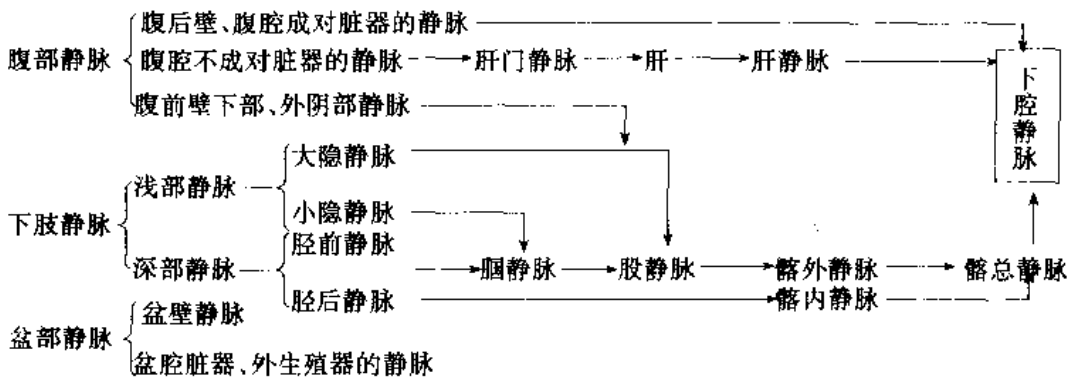 腹后壁、腹腔成对脏器的静脉
腹部静脉
腹腔不成对脏器的静脉
肝门静脉
肝
肝静脉
下腔静脉
腹前壁下部、外阴部静脉
大隐静脉
浅部静脉
下肢静脉
小隐静脉
胫前静脉
深部静脉
腘静脉
股静脉
髂外静脉
髂总静脉
胫后静脉
髂内静脉
盆壁静脉
盆部静脉
盆腔脏器、外生殖器的静脉